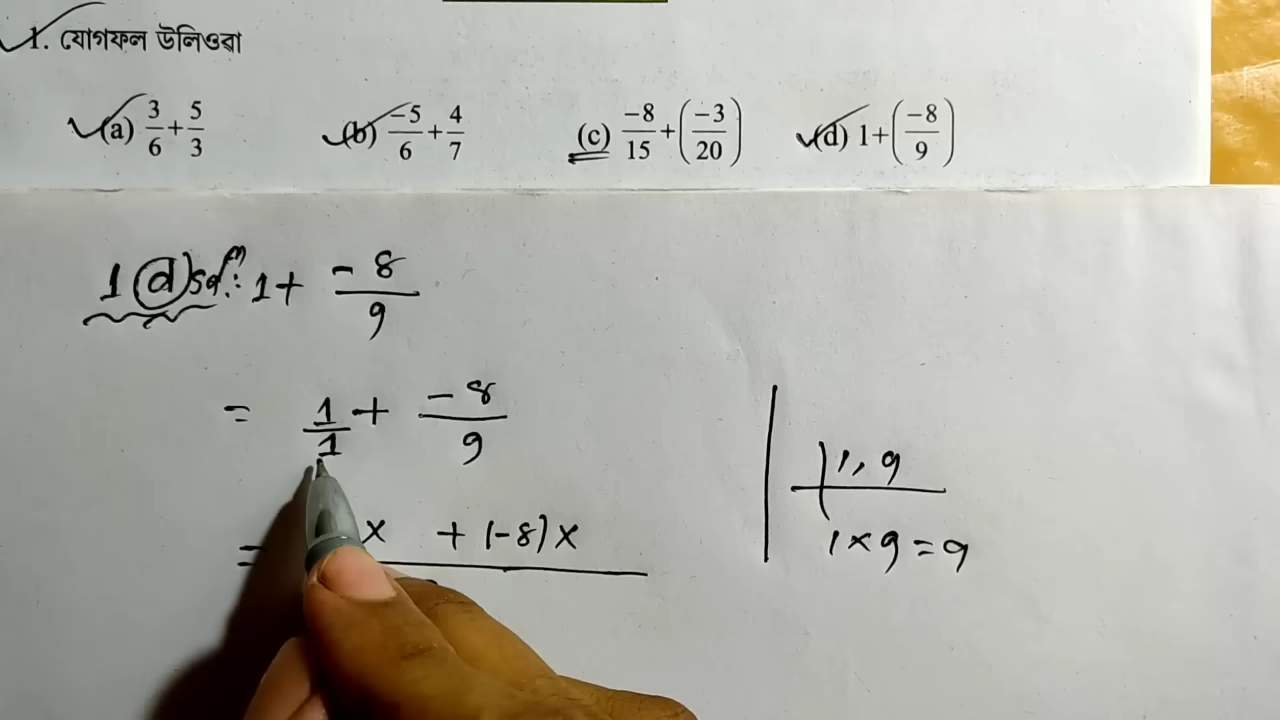 1. যোগফল উলিওৱা
(a) 3/6 + 5/3 (b) -5/6 + 4/7 (c) -8/15 + (-3/20) (d) 1 + (-8/9)
1 (d) Solⁿ: 1 + -8/9
= 1/1 + -8/9
) 1, 9
1 × 9 = 9
= × + (-8) ×